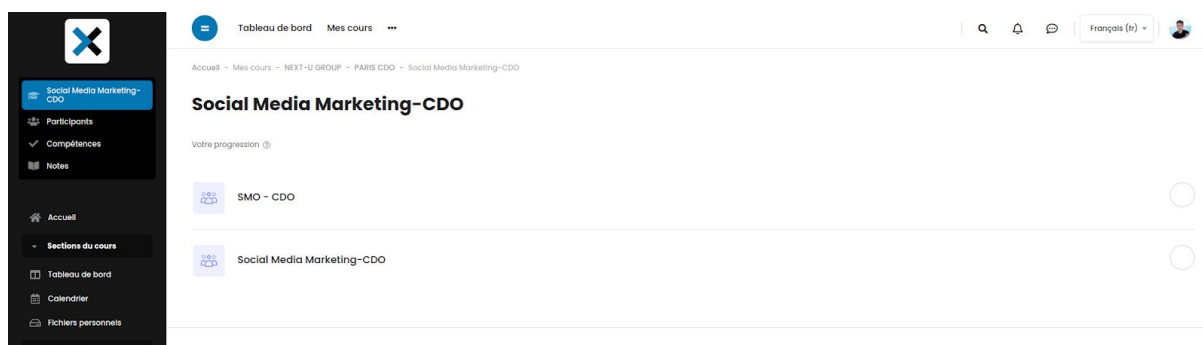 Tableau de bord Mes cours
Français (fr)
Accueil - Mes cours - NEXT-U GROUP - PARIS CDO - Social Media Marketing-CDO
Social Media Marketing-
CDO
Participants
Compétences
Notes
Accueil
Sections du cours
Tableau de bord
Calendrier
Fichiers personnels
Social Media Marketing-CDO
Votre progression
SMO - CDO
Social Media Marketing-CDO